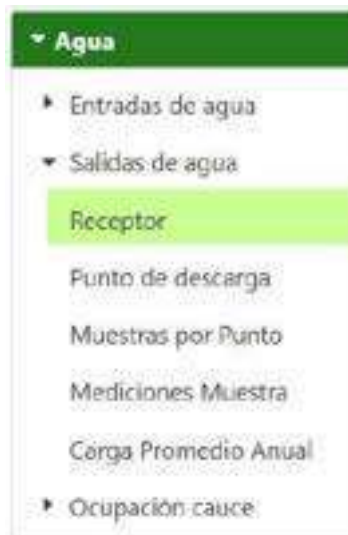 Agua
Entradas de agua
Salidas de agua
Receptor
Punto de descarga
Muestras por Punto
Mediciones Muestra
Carga Promedio Anual
Ocupación cauce